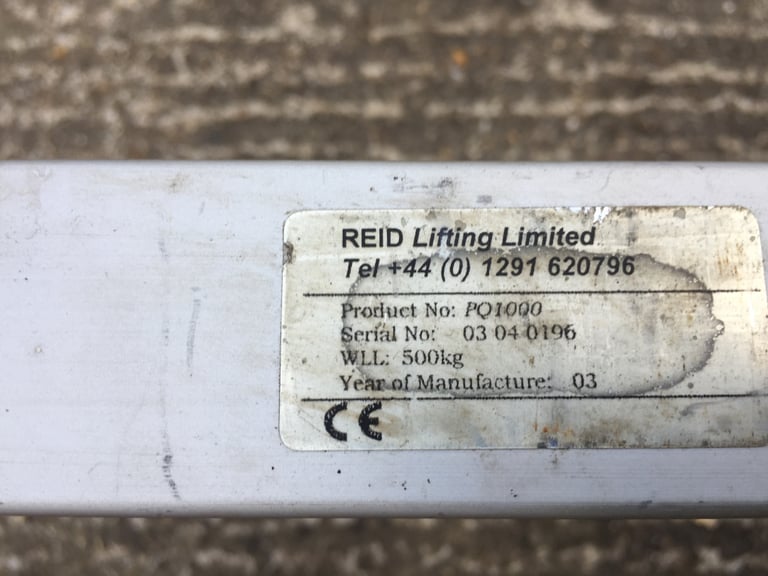 REID Lifting Limited
Tel +44 (0) 1291 620796
Product No: PQ1000
Serial No: 03 04 0196
WLL: 500kg
Year of Manufacture: 03
CE